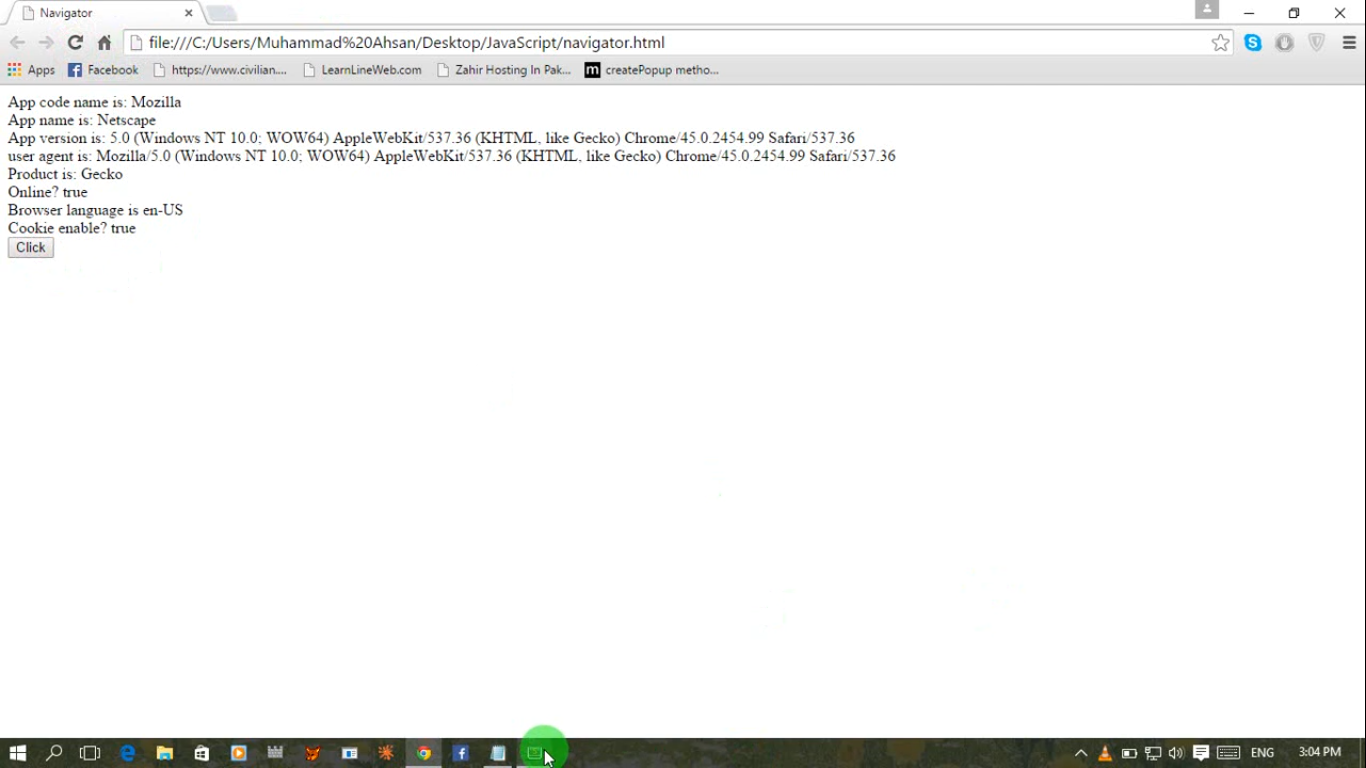 Navigator
file:///C:/Users/Muhammad%20Ahsan/Desktop/JavaScript/navigator.html
Apps Facebook https://www.civilian.... LearnLineWeb.com Zahir Hosting In Pak... m createPopup metho...
App code name is: Mozilla
App name is: Netscape
App version is: 5.0 (Windows NT 10.0; WOW64) AppleWebKit/537.36 (KHTML, like Gecko) Chrome/45.0.2454.99 Safari/537.36
user agent is: Mozilla/5.0 (Windows NT 10.0; WOW64) AppleWebKit/537.36 (KHTML, like Gecko) Chrome/45.0.2454.99 Safari/537.36
Product is: Gecko
Online? true
Browser language is en-US
Cookie enable? true
Click
ENG 3:04 PM